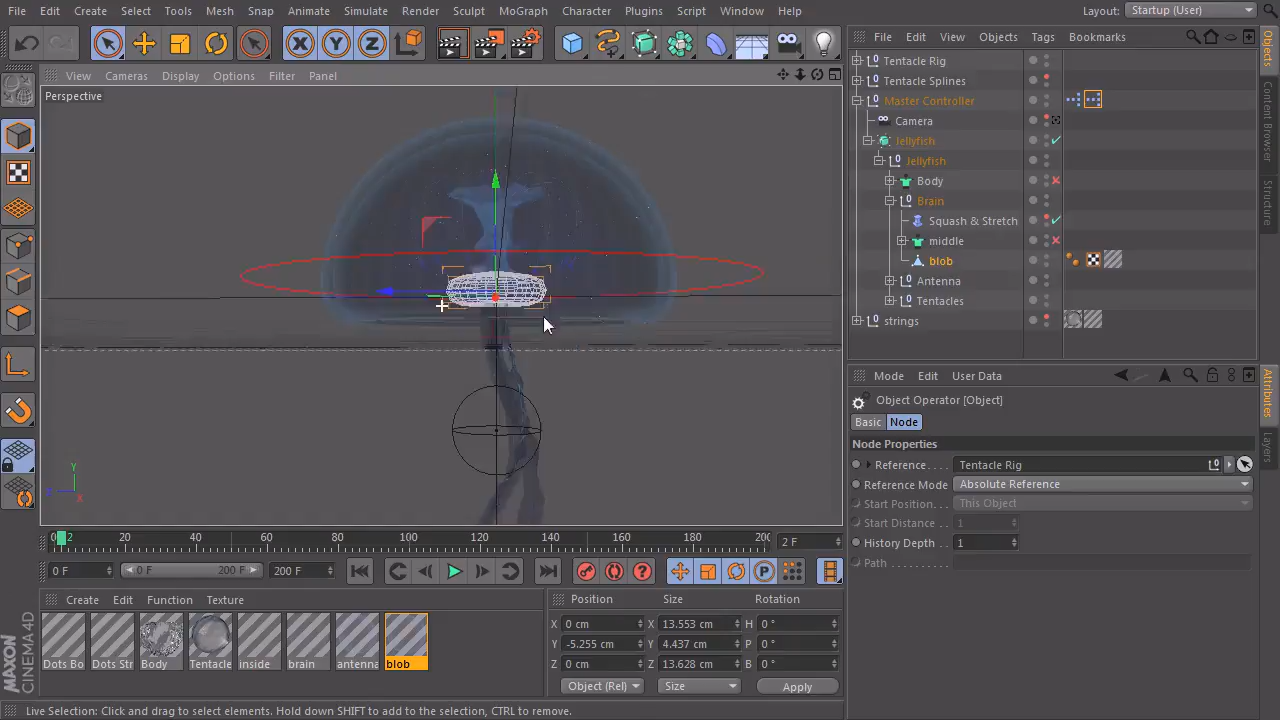 File Edit Create Select Tools Mesh Snap Animate Simulate Render Sculpt MoGraph Character Plugins Script Window Help Layout: Startup (User)
File Edit View Objects Tags Bookmarks
View Cameras Display Options Filter Panel
Perspective
Tentacle Rig
Tentacle Splines
Master Controller
Camera
Jellyfish
Jellyfish
Body
Brain
Squash & Stretch
middle
blob
Antenna
Tentacles
strings
Objects
Content Browser
Structure
Mode Edit User Data
Object Operator [Object]
Basic Node
Node Properties
Reference. . . . Tentacle Rig
Reference Mode Absolute Reference
Start Position. . . This Object
Start Distance . . 1
History Depth . . 1
Path . . . . . . . . . .
Attributes
Layers
Y
Z X
0 2 20 40 60 80 100 120 140 160 180 200 2 F
0 F 0 F 200 F 200 F
Create Edit Function Texture
Dots Bo Dots Str Body Tentacle inside brain antenna blob
Position Size Rotation
X 0 cm X 13.553 cm H 0 °
Y -5.255 cm Y 4.437 cm P 0 °
Z 0 cm Z 13.628 cm B 0 °
Object (Rel) Size Apply
MAXON
CINEMA 4D
Live Selection: Click and drag to select elements. Hold down SHIFT to add to the selection, CTRL to remove.